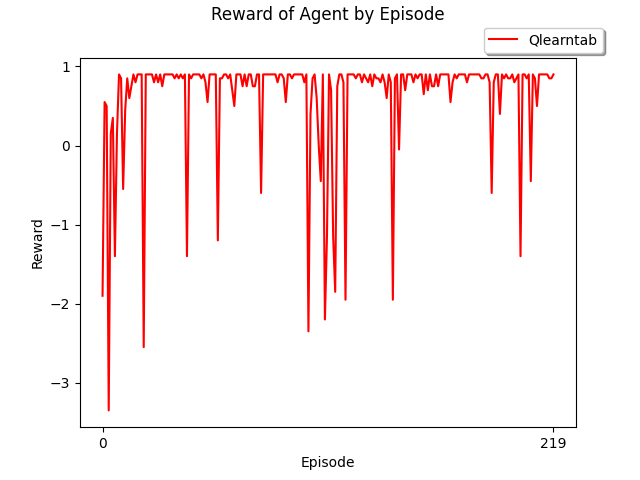 Reward of Agent by Episode
Qlearntab
1
0
−1
−2
−3
Reward
0
219
Episode